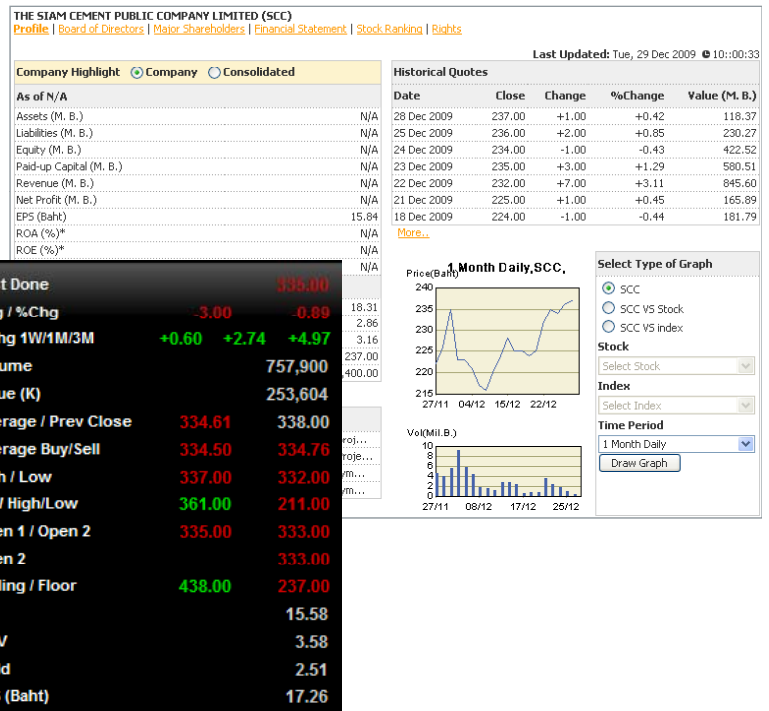 THE SIAM CEMENT PUBLIC COMPANY LIMITED (SCC)
Profile | Board of Directors | Major Shareholders | Financial Statement | Stock Ranking | Rights
Last Updated: Tue, 29 Dec 2009 10::00:33
Company Highlight Company Consolidated
As of N/A
Assets (M. B.) N/A
Liabilities (M. B.) N/A
Equity (M. B.) N/A
Paid-up Capital (M. B.) N/A
Revenue (M. B.) N/A
Net Profit (M. B.) N/A
EPS (Baht) 15.84
ROA (%)* N/A
ROE (%)* N/A
N/A
18.31
2.86
3.16
237.00
,400.00
roj...
roje...
ym...
ym...
Historical Quotes
Date Close Change %Change Value (M. B.)
28 Dec 2009 237.00 +1.00 +0.42 118.37
25 Dec 2009 236.00 +2.00 +0.85 230.27
24 Dec 2009 234.00 -1.00 -0.43 422.52
23 Dec 2009 235.00 +3.00 +1.29 580.51
22 Dec 2009 232.00 +7.00 +3.11 845.60
21 Dec 2009 225.00 +1.00 +0.45 165.89
18 Dec 2009 224.00 -1.00 -0.44 181.79
More..
1 Month Daily,SCC,
Price(Baht)
240
235
230
225
220
215
27/11 04/12 15/12 22/12
Vol(Mil.B.)
10
8
6
4
2
0
27/11 08/12 17/12 25/12
Select Type of Graph
SCC
SCC VS Stock
SCC VS index
Stock
Select Stock
Index
Select Index
Time Period
1 Month Daily
Draw Graph
t Done 335.00
g / %Chg -3.00 -0.89
hg 1W/1M/3M +0.60 +2.74 +4.97
ume 757,900
ue (K) 253,604
erage / Prev Close 334.61 338.00
erage Buy/Sell 334.50 334.76
h / Low 337.00 332.00
/ High/Low 361.00 211.00
en 1 / Open 2 335.00 333.00
en 2 333.00
ling / Floor 438.00 237.00
15.58
V 3.58
ld 2.51
(Baht) 17.26